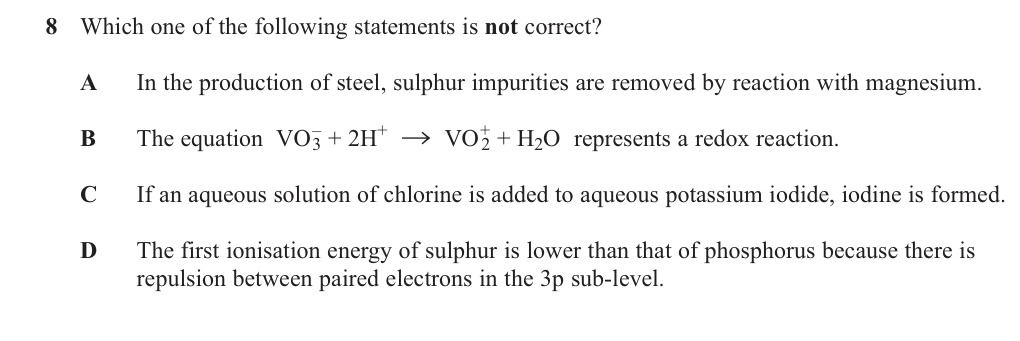 8 Which one of the following statements is not correct?
A In the production of steel, sulphur impurities are removed by reaction with magnesium.
B The equation VO₃⁻ + 2H⁺ → VO₂⁺ + H₂O represents a redox reaction.
C If an aqueous solution of chlorine is added to aqueous potassium iodide, iodine is formed.
D The first ionisation energy of sulphur is lower than that of phosphorus because there is
repulsion between paired electrons in the 3p sub-level.